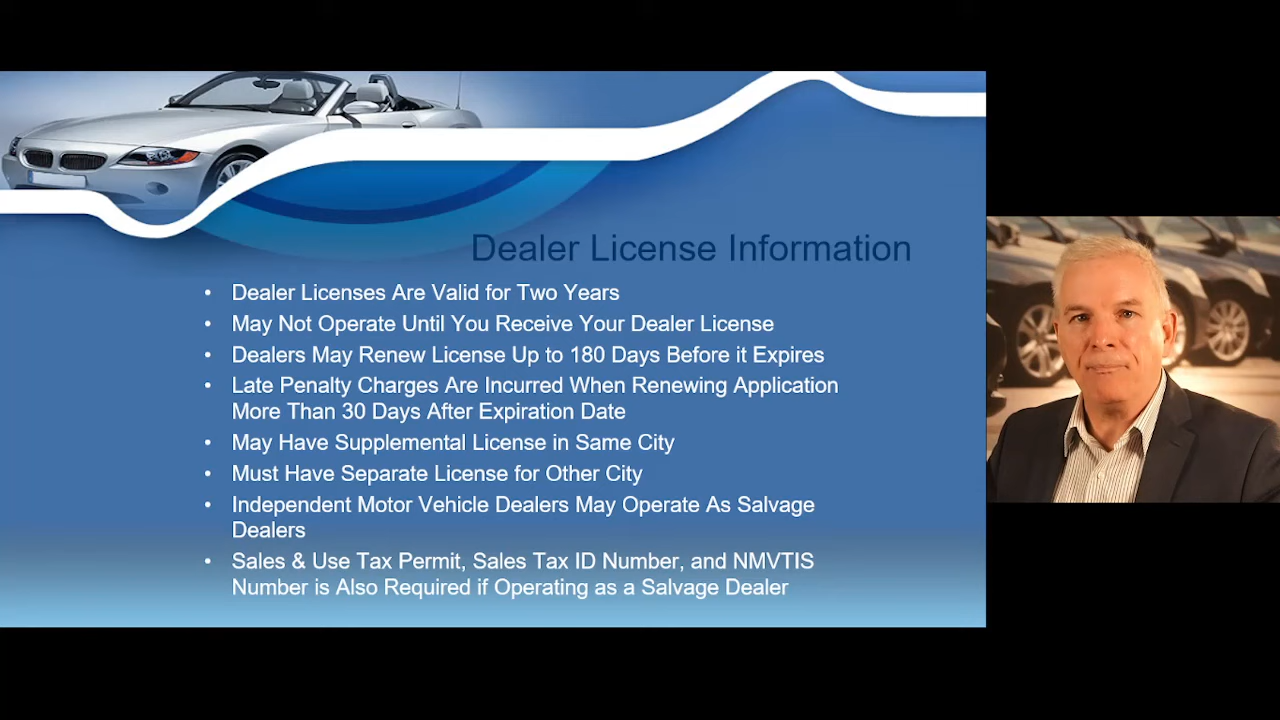 Dealer License Information
• Dealer Licenses Are Valid for Two Years
• May Not Operate Until You Receive Your Dealer License
• Dealers May Renew License Up to 180 Days Before it Expires
• Late Penalty Charges Are Incurred When Renewing Application
More Than 30 Days After Expiration Date
• May Have Supplemental License in Same City
• Must Have Separate License for Other City
• Independent Motor Vehicle Dealers May Operate As Salvage
Dealers
• Sales & Use Tax Permit, Sales Tax ID Number, and NMVTIS
Number is Also Required if Operating as a Salvage Dealer